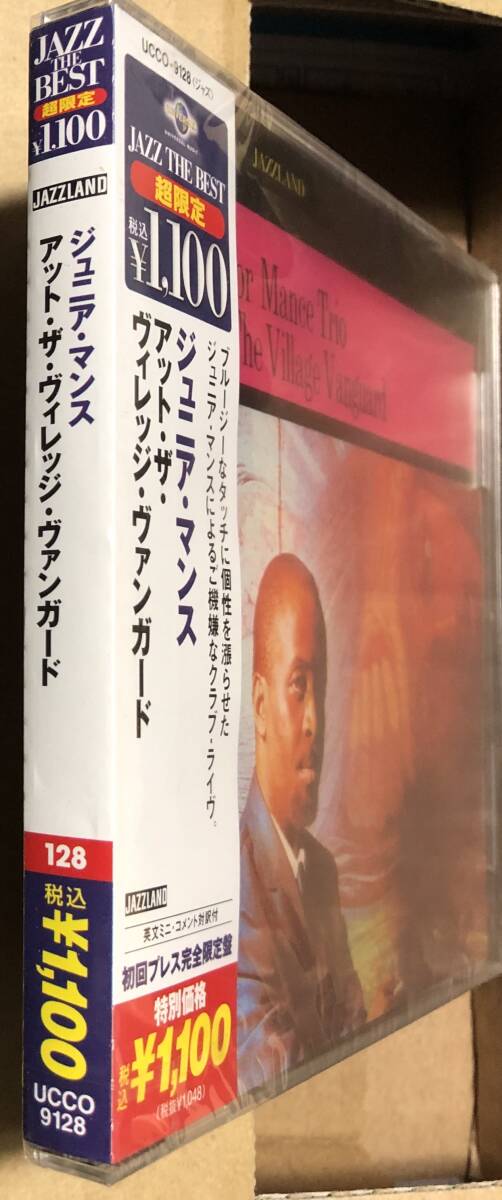 JAZZ
THE
BEST
超限定
¥1,100
JAZZLAND
ジュニア・マンス
アット・ザ・ヴィレッジ・ヴァンガード
128
税込
¥1,100
UCCO
9128
UCCO-9128〈ジャズ〉
JAZZ THE BEST
超限定
税込
¥1,100
ブルージーなタッチに個性を漲らせた
ジュニア・マンスによるご機嫌なクラブ・ライヴ。
ジュニア・マンス
アット・ザ・
ヴィレッジ・ヴァンガード
JAZZLAND
英文ミニ・コメント対訳付
初回プレス完全限定盤
特別価格
税込
¥1,100
(税抜¥1,048)
JAZZLAND
or Mance Trio
The Village Vanguard